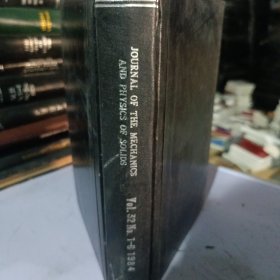 JOURNAL OF THE MECHANICS
AND PHYSICS OF SOLIDS
Vol. 32 No. 1-6 1984